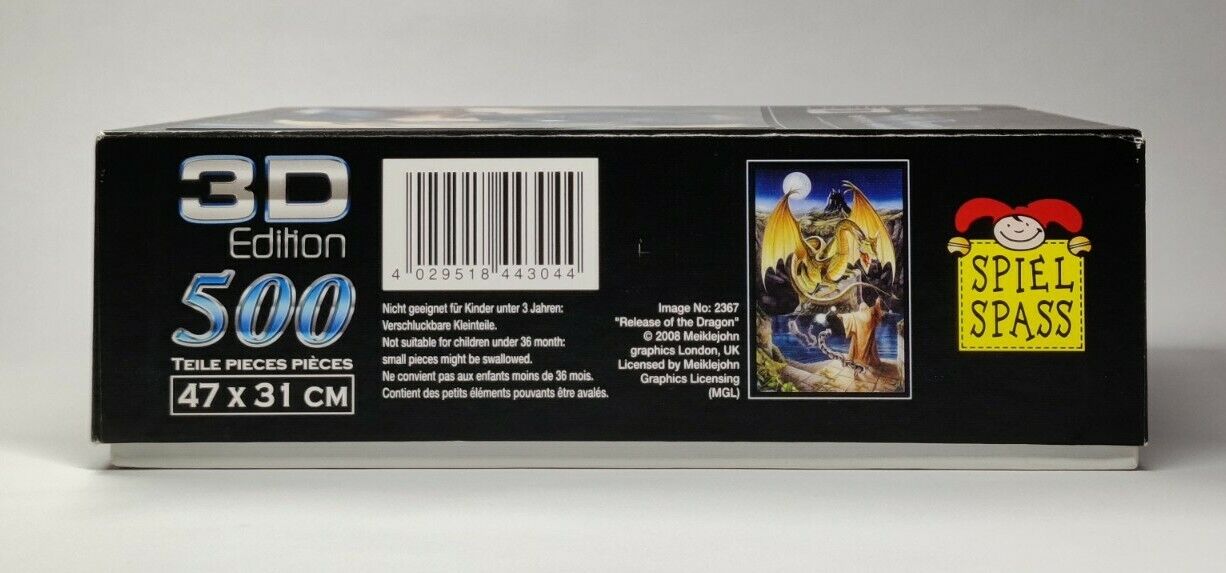 3D
Edition
500
TEILE PIECES PIÈCES
47 x 31 CM
4 029518 443044
Nicht geeignet für Kinder unter 3 Jahren:
Verschluckbare Kleinteile.
Not suitable for children under 36 month:
small pieces might be swallowed.
Ne convient pas aux enfants moins de 36 mois.
Contient des petits éléments pouvants être avalés.
Image No: 2367
"Release of the Dragon"
© 2008 Meiklejohn
graphics London, UK
Licensed by Meiklejohn
Graphics Licensing
(MGL)
SPIEL
SPASS